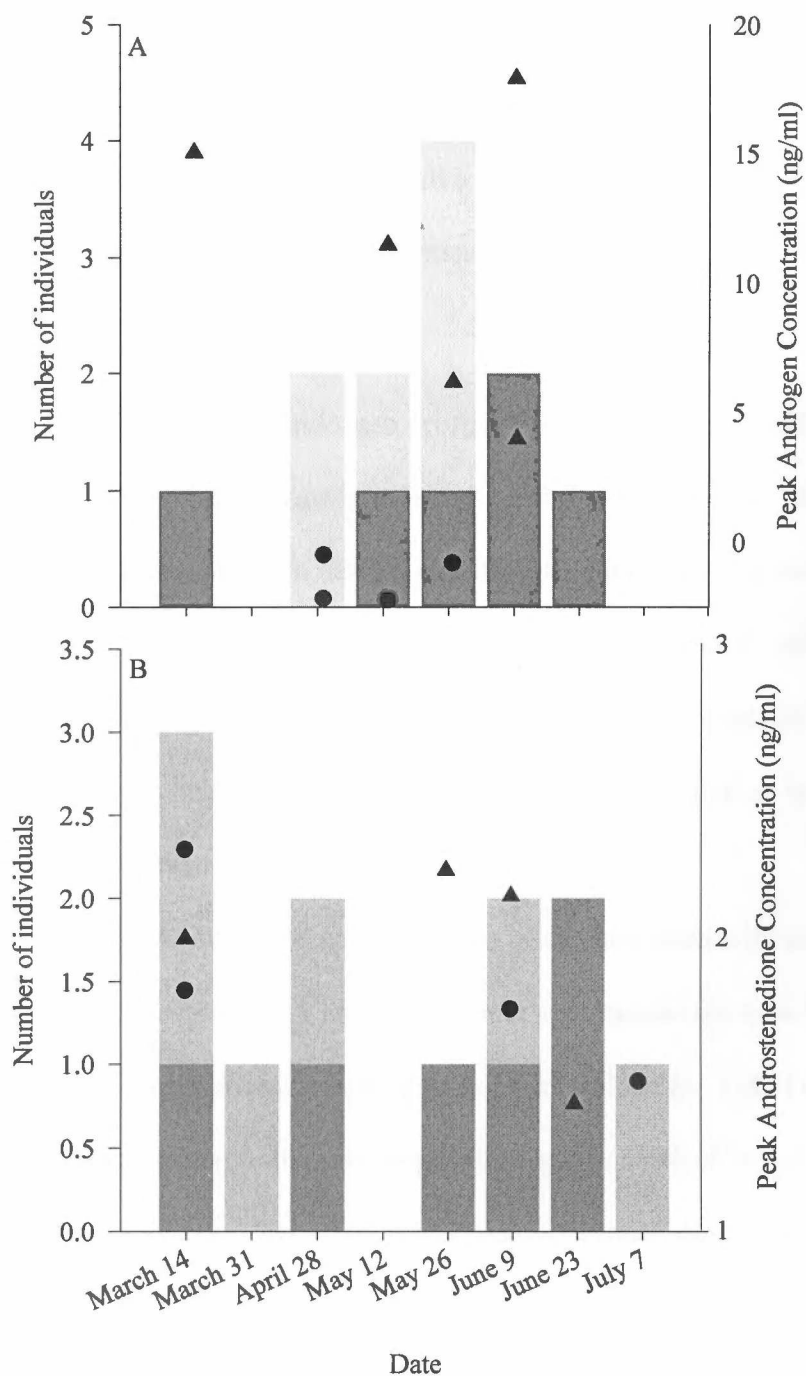 A
Number of individuals
5
4
3
2
1
0
Peak Androgen Concentration (ng/ml)
20
15
10
5
0
B
Number of individuals
3.5
3.0
2.5
2.0
1.5
1.0
0.5
0.0
Peak Androstenedione Concentration (ng/ml)
3
2
1
March 14
March 31
April 28
May 12
May 26
June 9
June 23
July 7
Date